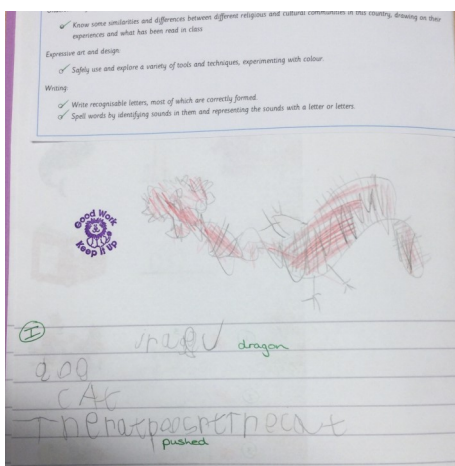 Know some similarities and differences between different religious and cultural communities in this country, drawing on their
experiences and what has been read in class
Expressive art and design
Safely use and explore a variety of tools and techniques, experimenting with colour.
Writing
Write recognisable letters, most of which are correctly formed.
Spell words by identifying sounds in them and representing the sounds with a letter or letters.
Good Work
Keep It Up
I
dragon
CAt
pushed